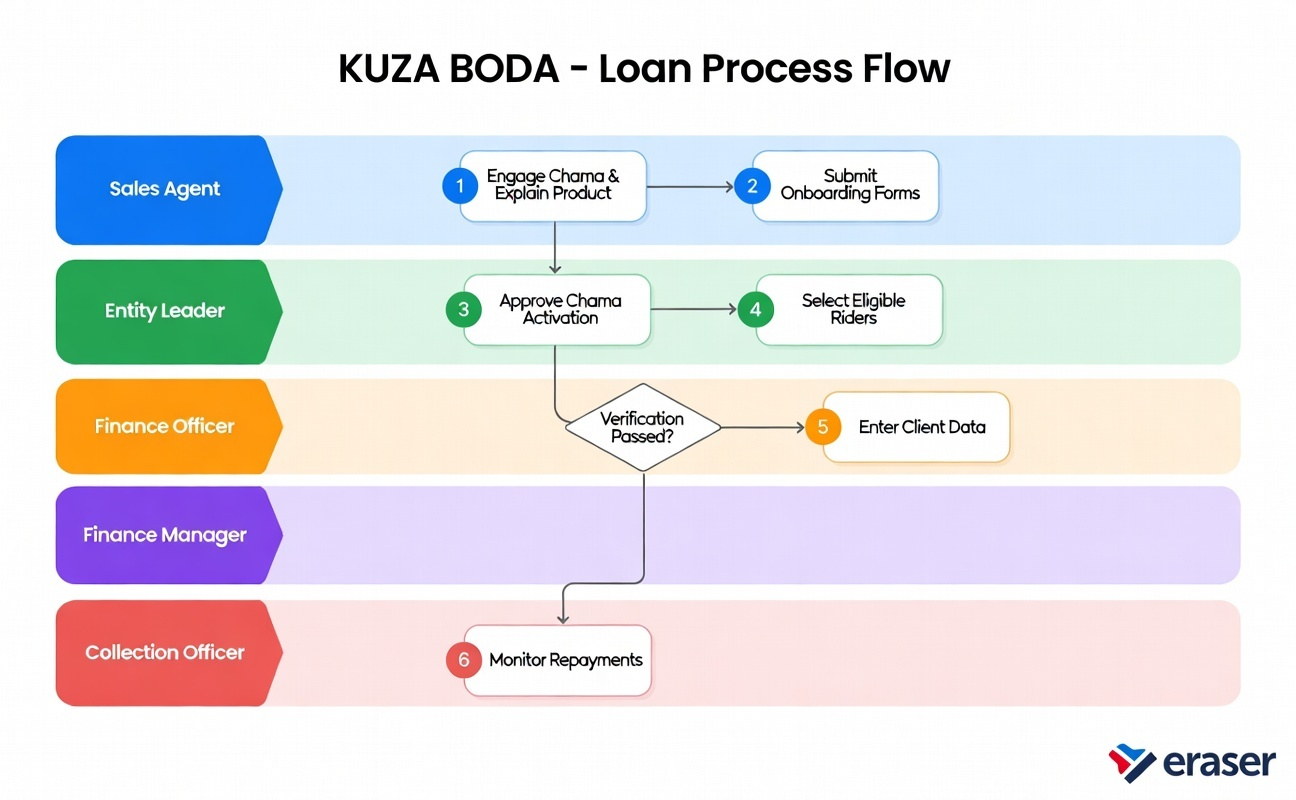 KUZA BODA - Loan Process Flow
Sales Agent
1
Engage Chama &
Explain Product
2
Submit
Onboarding Forms
Entity Leader
3
Approve Chama
Activation
4
Select Eligible
Riders
Finance Officer
Verification
Passed?
5
Enter Client Data
Finance Manager
Collection Officer
6
Monitor Repayments
eraser